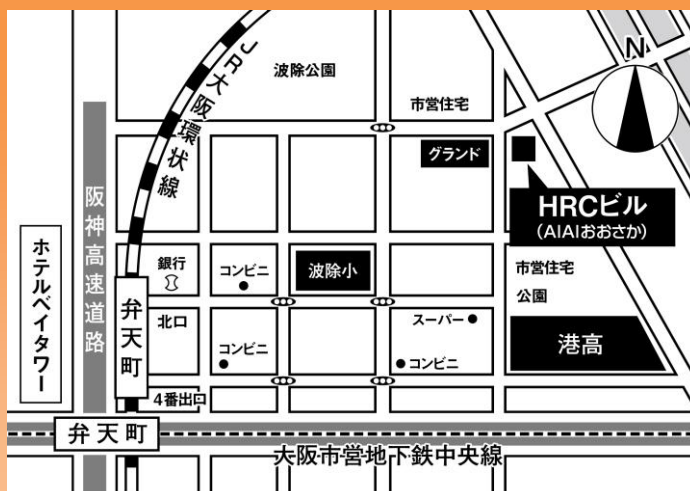 波除公園
N
JR大阪環状線
市営住宅
グランド
HRCビル
(AIAIおおさか)
阪神高速道路
ホテルベイタワー
銀行
コンビニ
波除小
市営住宅
公園
弁天町
北口
スーパー
港高
コンビニ
コンビニ
4番出口
弁天町
大阪市営地下鉄中央線